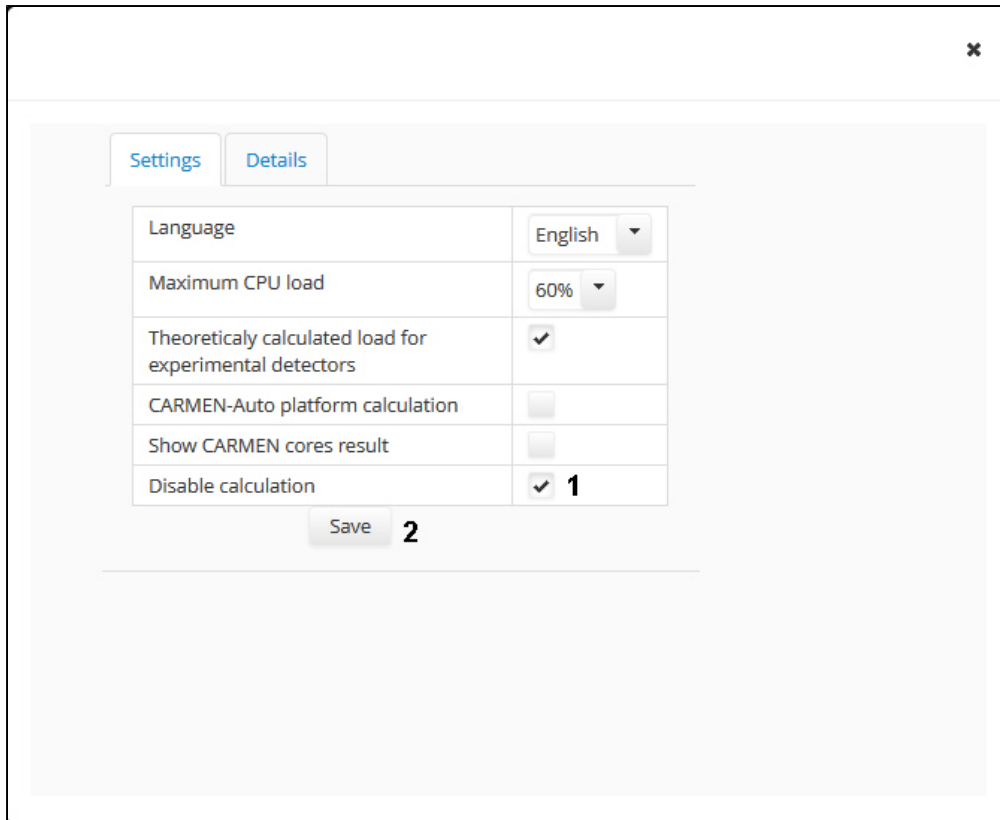 Settings Details
Language English
Maximum CPU load 60%
Theoreticaly calculated load for
experimental detectors
CARMEN-Auto platform calculation
Show CARMEN cores result
Disable calculation 1
Save 2